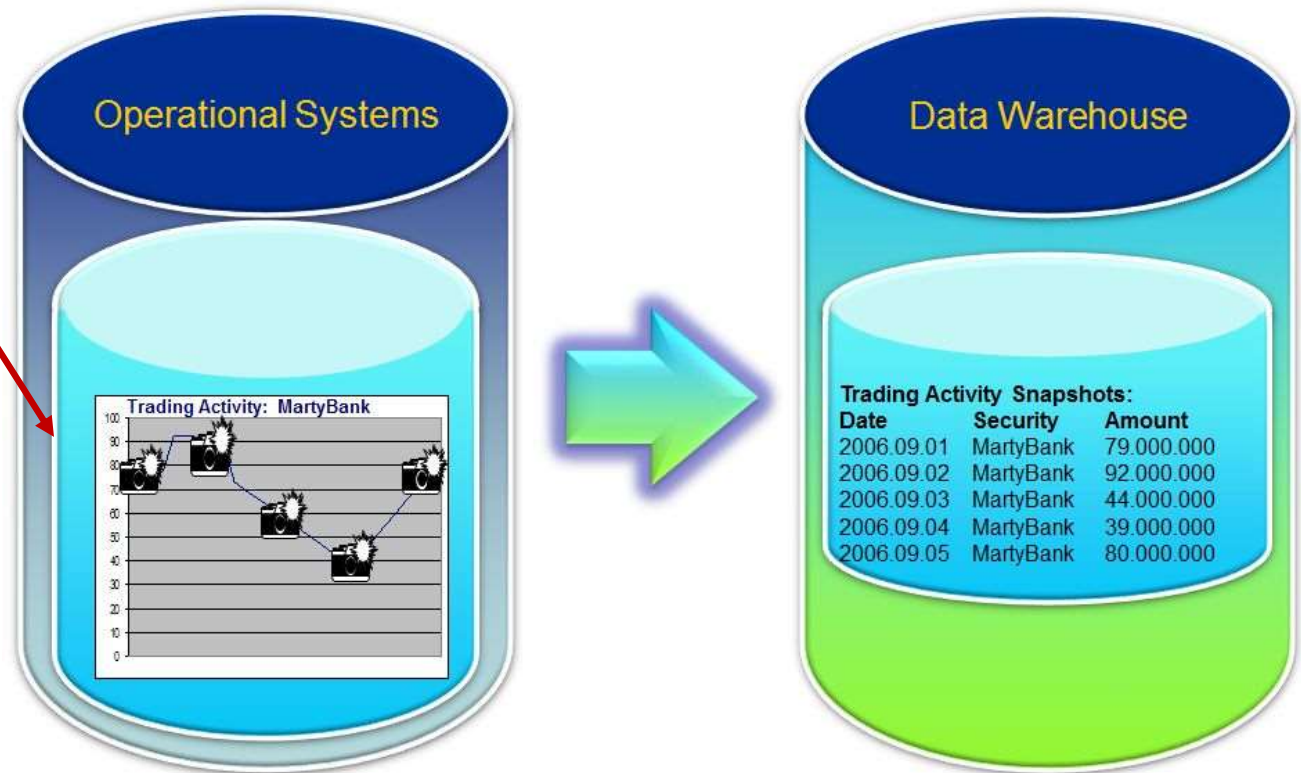 Operational Systems
Data Warehouse
Trading Activity: MartyBank
100
90
80
70
60
50
40
30
20
10
0
Trading Activity Snapshots:
Date Security Amount
2006.09.01 MartyBank 79.000.000
2006.09.02 MartyBank 92.000.000
2006.09.03 MartyBank 44.000.000
2006.09.04 MartyBank 39.000.000
2006.09.05 MartyBank 80.000.000